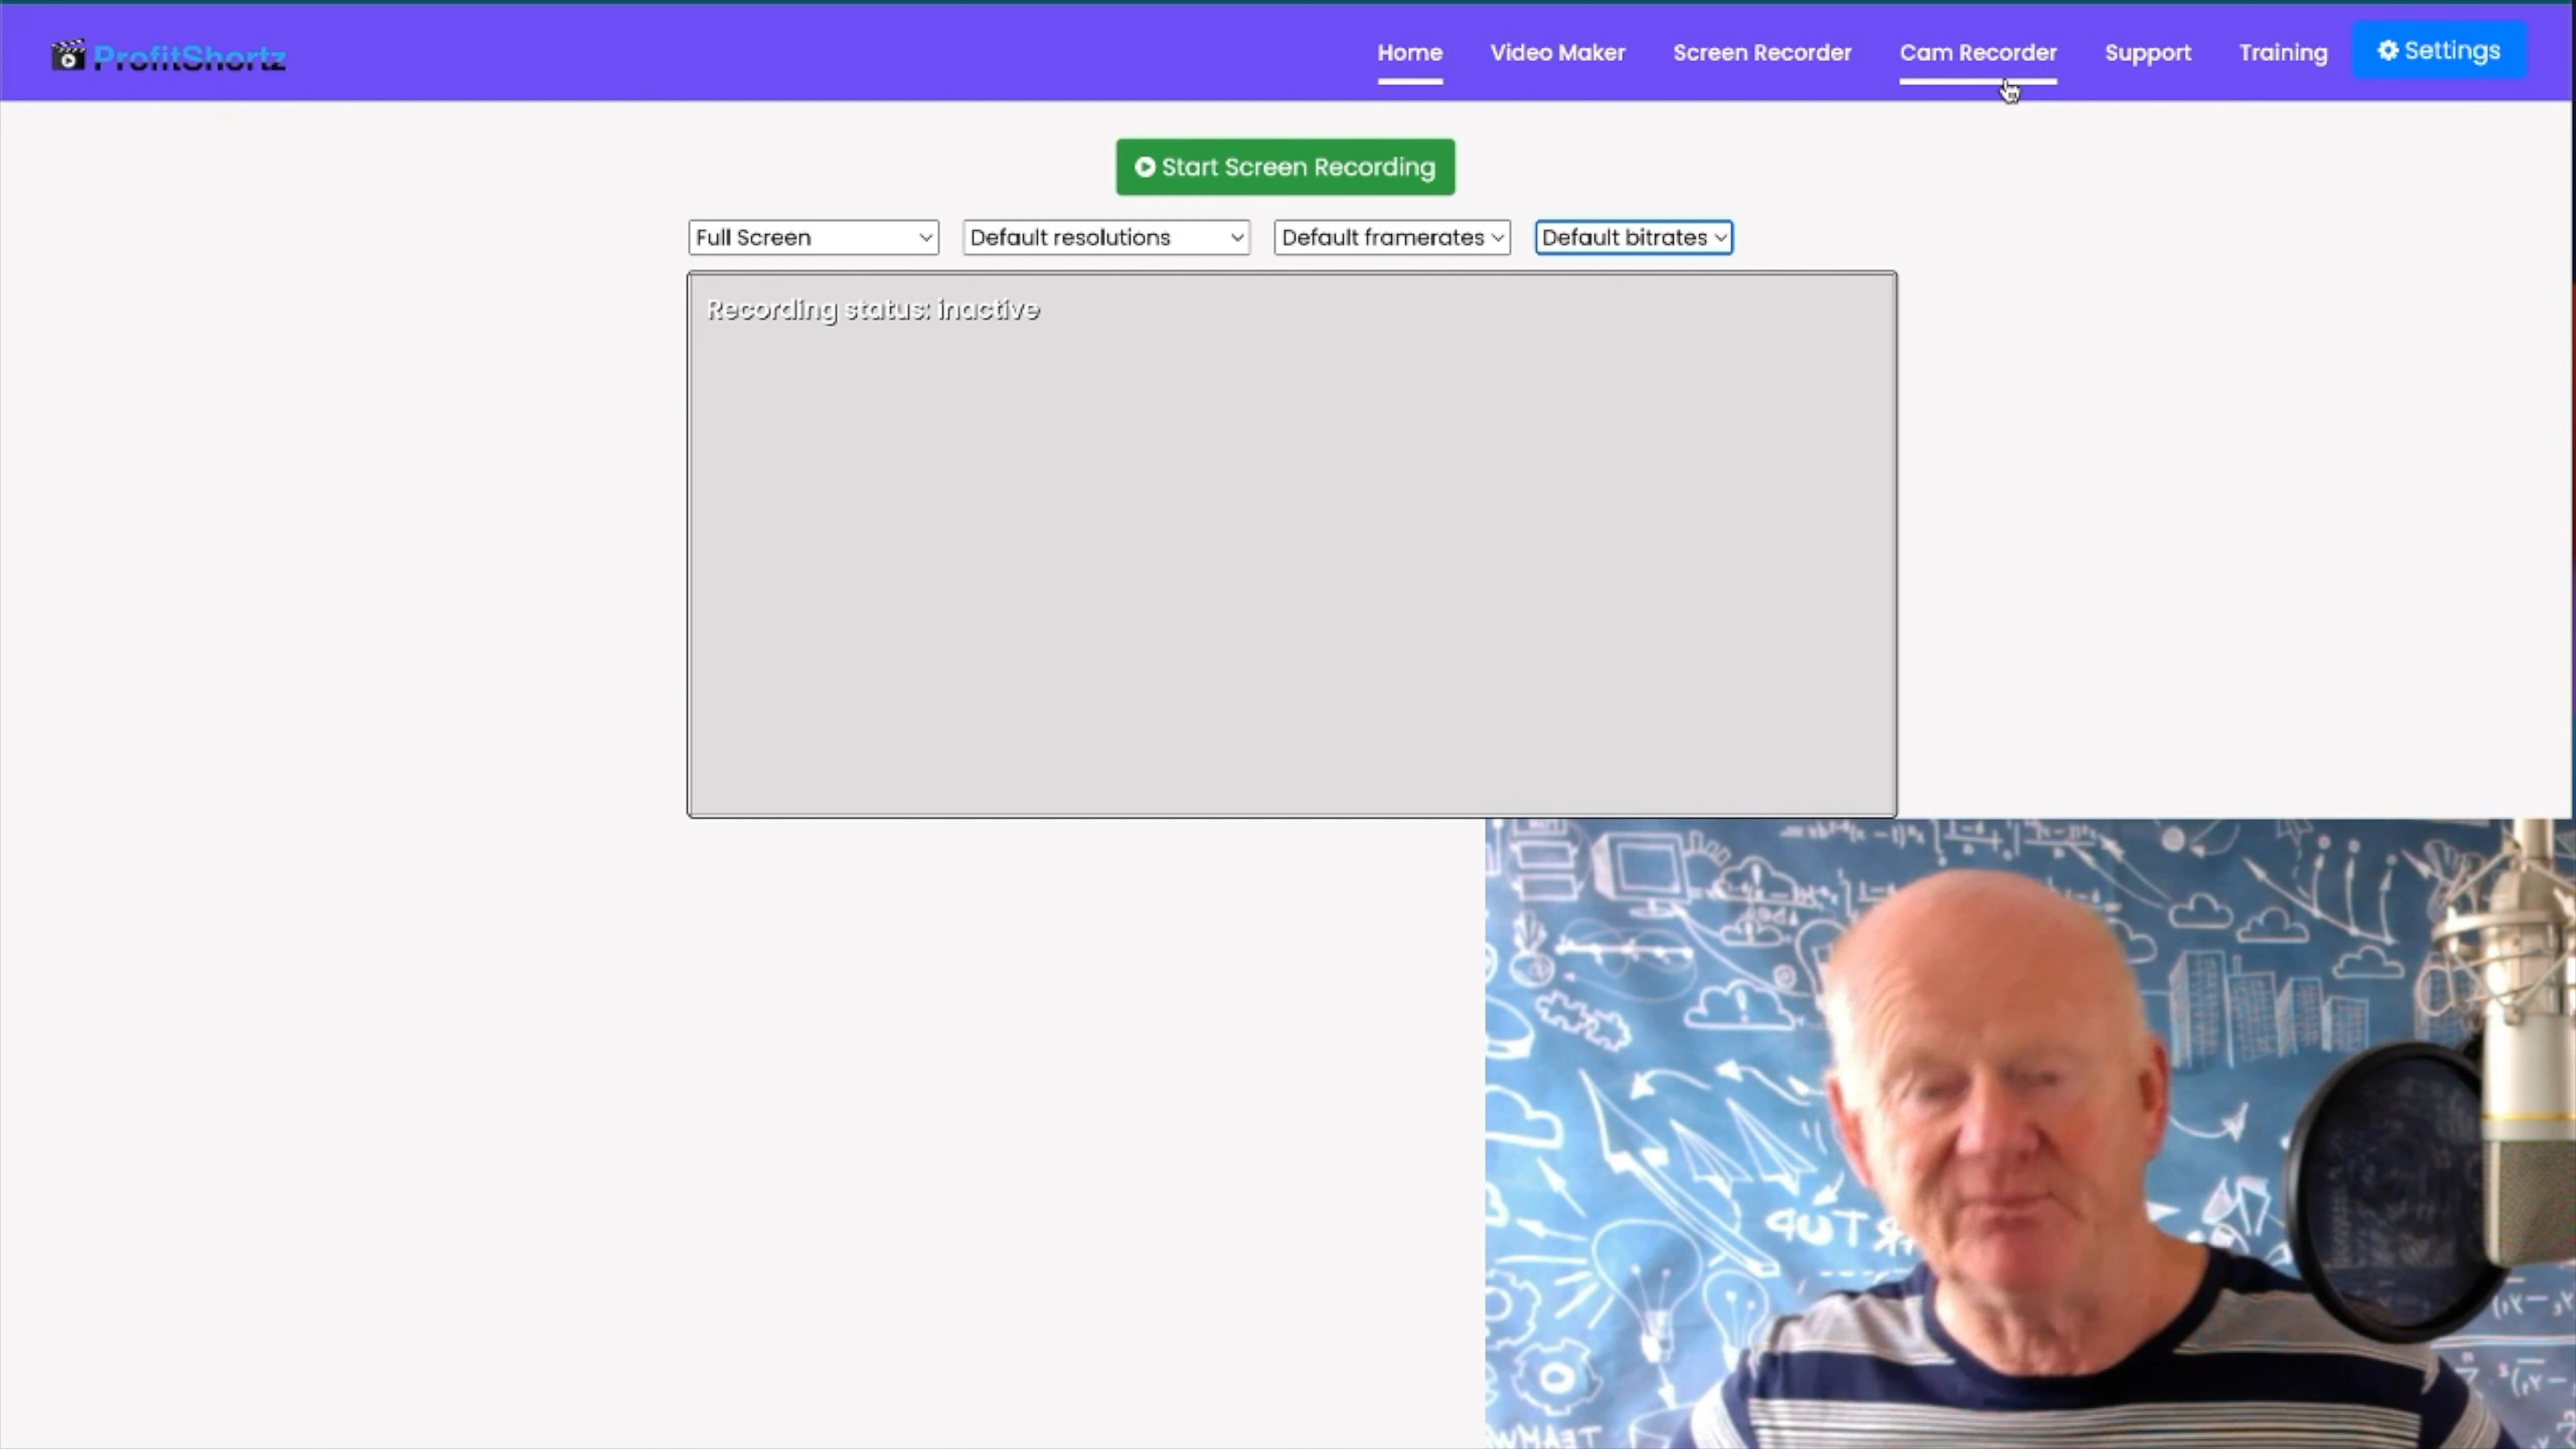 ProfitShortz
Home Video Maker Screen Recorder Cam Recorder Support Training Settings
Start Screen Recording
Full Screen Default resolutions Default framerates Default bitrates
Recording status: inactive